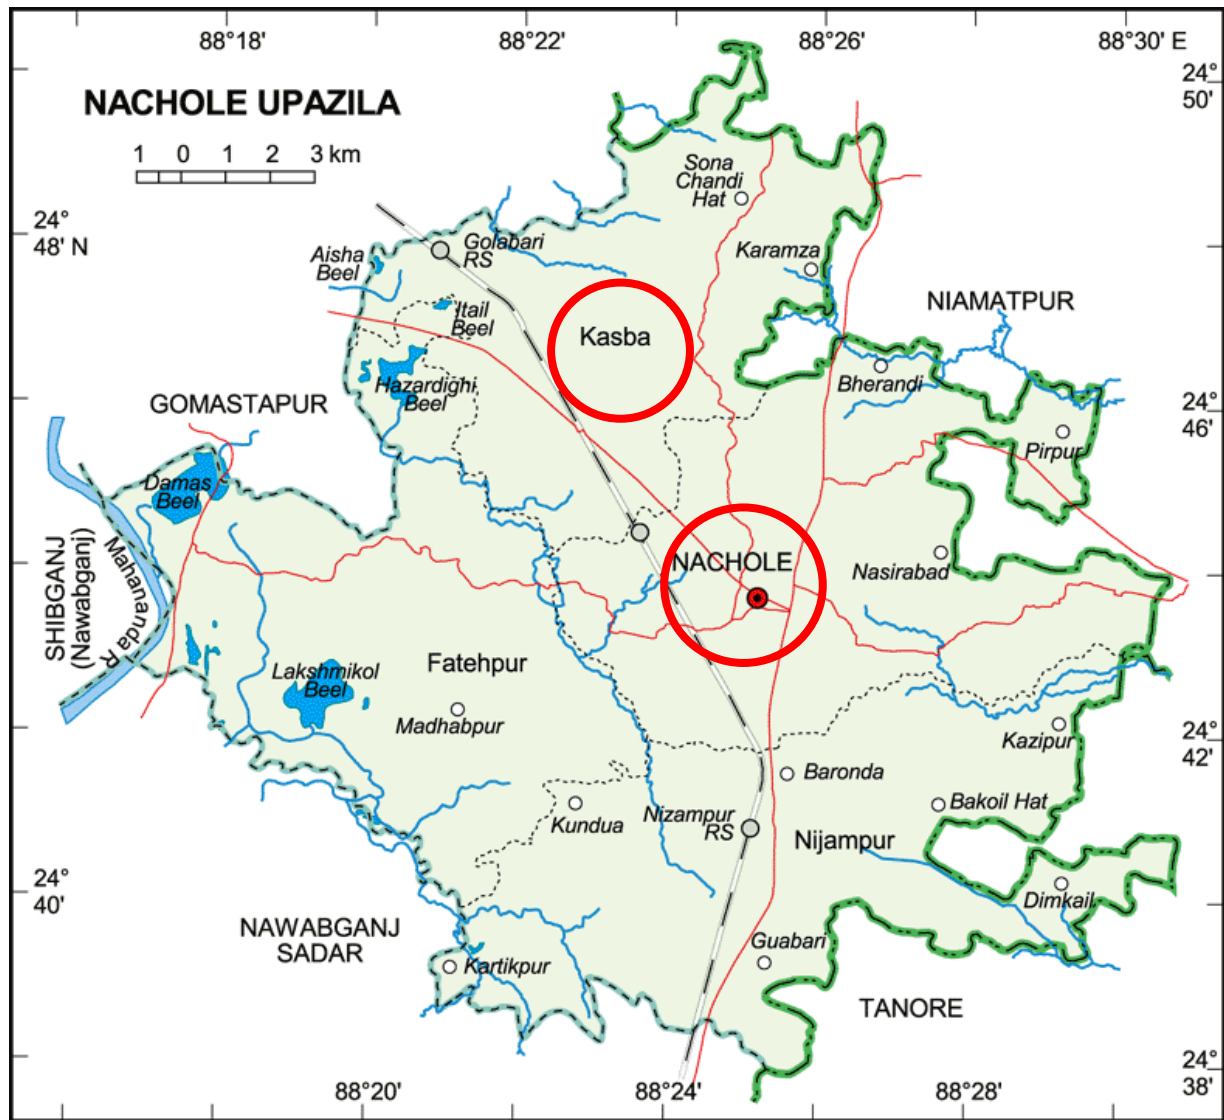 88°18'
88°22'
88°26'
88°30' E
24°
50'
NACHOLE UPAZILA
1 0 1 2 3 km
Sona
Chandi
Hat
24°
48' N
Golabari
RS
Aisha
Beel
Karamza
Itail
Beel
NIAMATPUR
Kasba
Hazardighi
Beel
Bherandi
GOMASTAPUR
24°
46'
Pirpur
Damas
Beel
SHIBGANJ
(Nawabganj)
Mahananda R
NACHOLE
Nasirabad
Fatehpur
Lakshmikol
Beel
Madhabpur
Kazipur
24°
42'
Baronda
Bakoil Hat
Kundua
Nizampur
RS
Nijampur
24°
40'
Dimkail
NAWABGANJ
SADAR
Guabari
Kartikpur
TANORE
24°
38'
88°20'
88°24'
88°28'